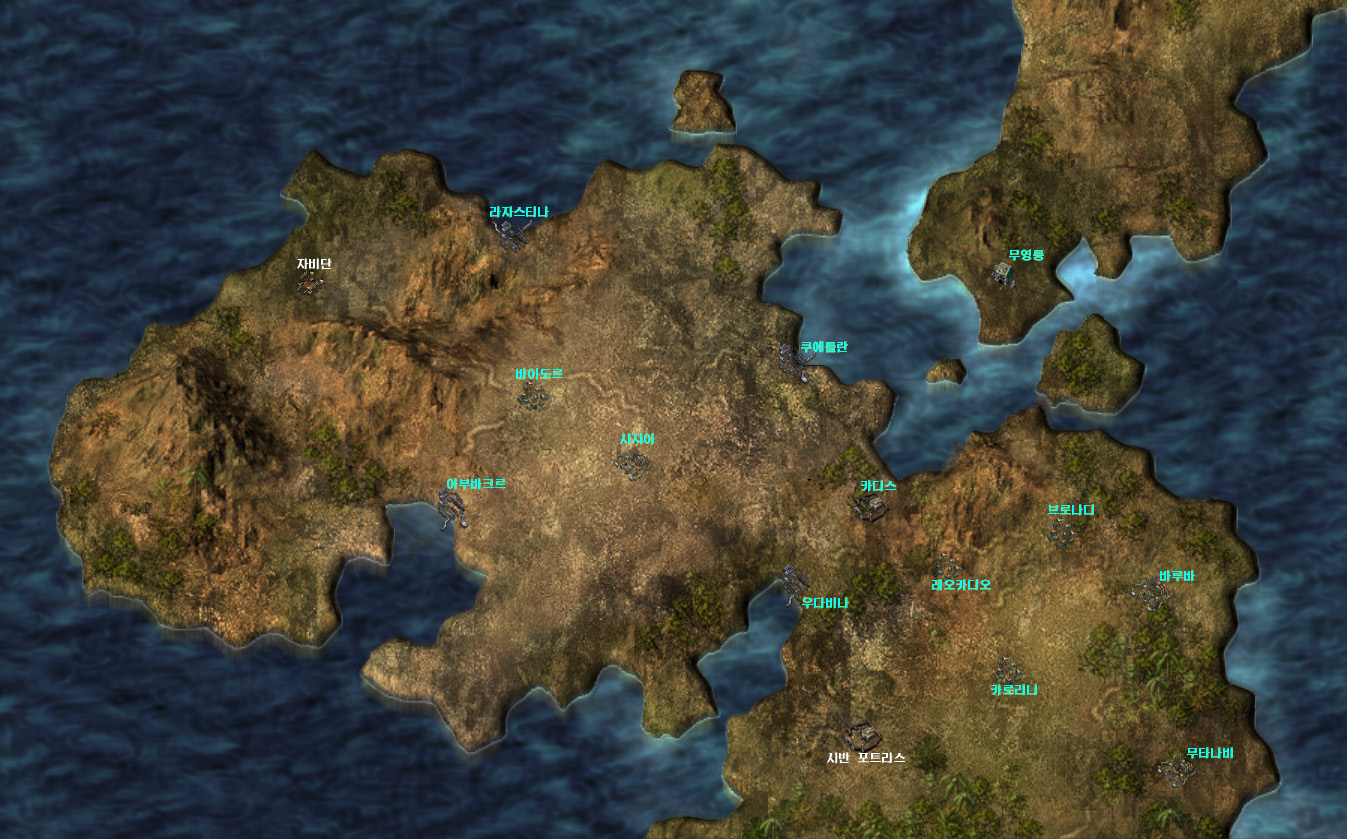 라자스티나
무영릉
자비단
쿠에틀란
바이도르
시지아
아부바크르
카디스
브로나디
바루바
레오카디오
우다비나
카로리니
무타나비
시반 포트리스